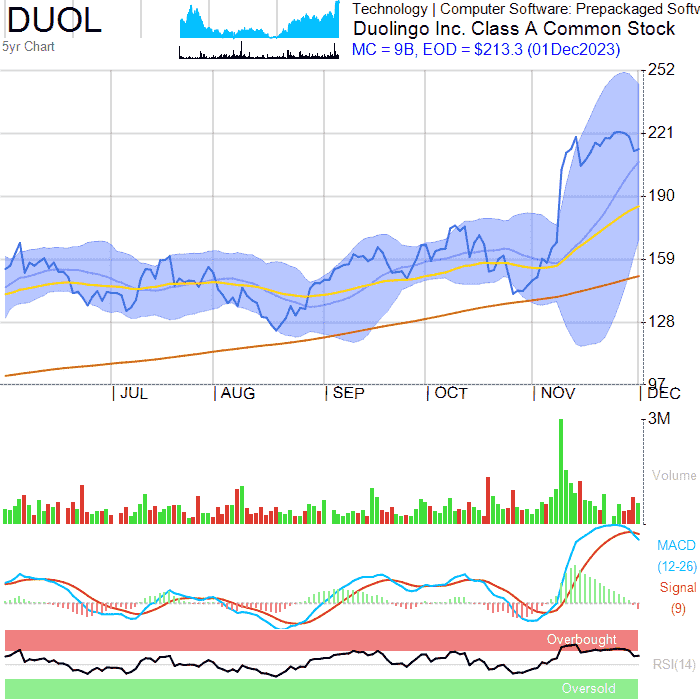 DUOL
5yr Chart
Technology | Computer Software: Prepackaged Softw
Duolingo Inc. Class A Common Stock
MC = 9B, EOD = $213.3 (01Dec2023)
252
221
190
159
128
97
JUL
AUG
SEP
OCT
NOV
DEC
3M
Volume
MACD
(12-26)
Signal
(9)
Overbought
RSI(14)
Oversold